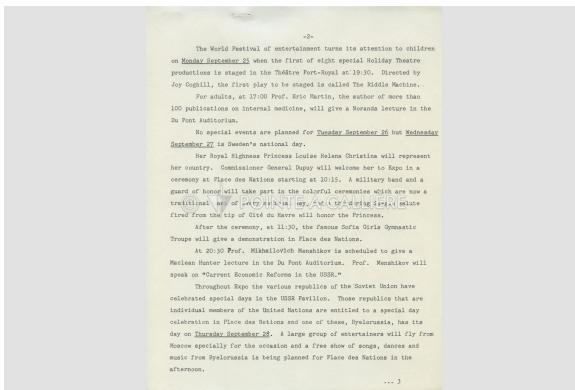 -2-
The World Festival of entertainment turns its attention to children
on Monday September 25 when the first of eight special Holiday Theatre
productions is staged in the Théâtre Port-Royal at 19:30. Directed by
Joy Coghill, the first play to be staged is called The Riddle Machine.
For adults, at 17:00 Prof. Eric Martin, the author of more than
100 publications on internal medicine, will give a Noranda lecture in the
Du Pont Auditorium.
No special events are planned for Tuesday September 26 but Wednesday
September 27 is Sweden's national day.
Her Royal Highness Princess Louise Helena Christina will represent
her country. Commissioner General Dupuy will welcome her to Expo in a
ceremony at Place des Nations starting at 10:15. A military band and a
guard of honor will take part in the colorful ceremonies which are now a
traditional part of every national day. A 21-gun salute
fired from the tip of Cité du Havre will honor the Princess.
After the ceremony, at 11:30, the famous Sofia Girls Gymnastic
Troupe will give a demonstration in Place des Nations.
At 20:30 Prof. Mikhailovich Menshikov is scheduled to give a
Maclean Hunter lecture in the Du Pont Auditorium. Prof. Menshikov will
speak on "Current Economic Reforms in the USSR."
Throughout Expo the various republics of the Soviet Union have
celebrated special days in the USSR Pavilion. Those republics that are
individual members of the United Nations are entitled to a special day
celebration in Place des Nations and one of these, Byelorussia, has its
day on Thursday September 28. A large group of entertainers will fly from
Moscow specially for the occasion and a free show of songs, dances and
music from Byelorussia is being planned for Place des Nations in the
afternoon.
... 3
© POINTE-À-CALLIÈRE